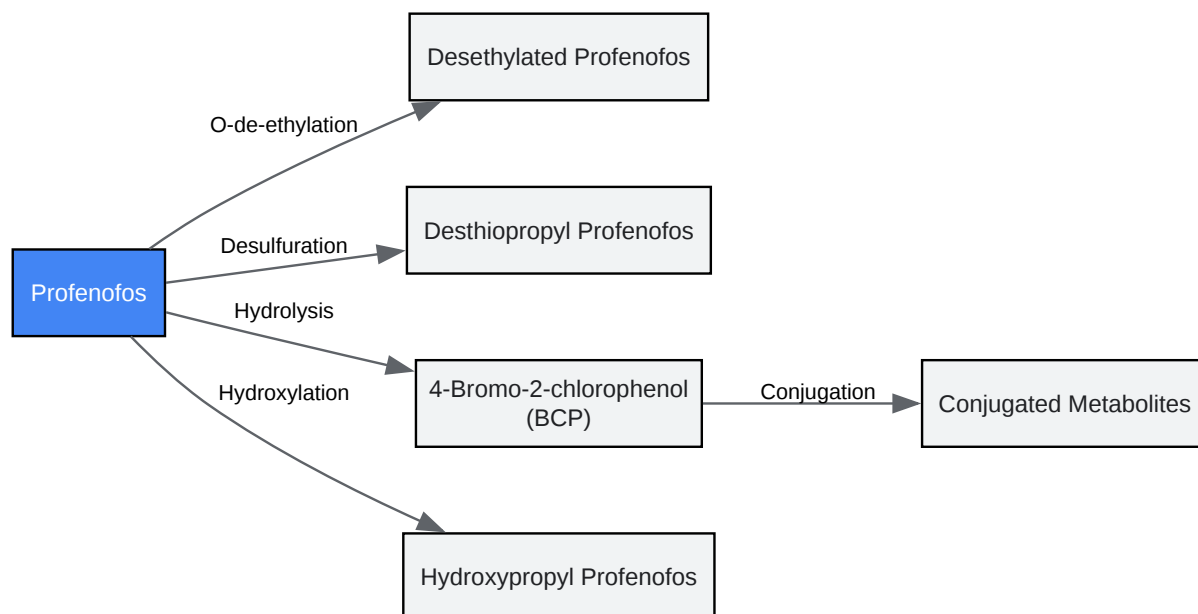 Desethylated Profenofos
O-de-ethylation
Desthiopropyl Profenofos
Desulfuration
Profenofos
Hydrolysis
4-Bromo-2-chlorophenol
(BCP)
Conjugation
Conjugated Metabolites
Hydroxylation
Hydroxypropyl Profenofos